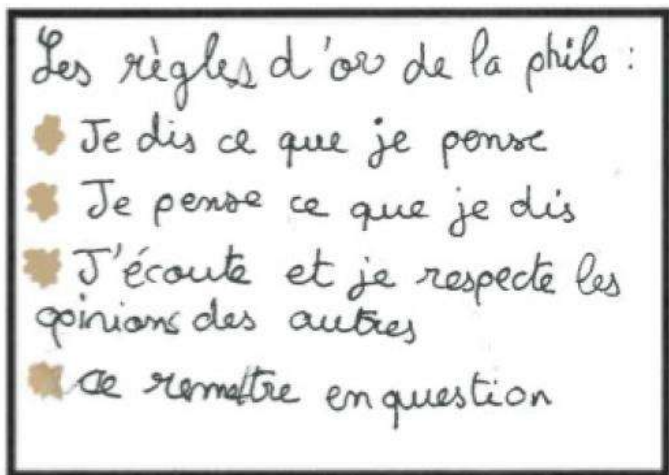 Les règles d'or de la philo :
Je dis ce que je pense
Je pense ce que je dis
J'écoute et je respecte les
opinions des autres
ce remettre en question